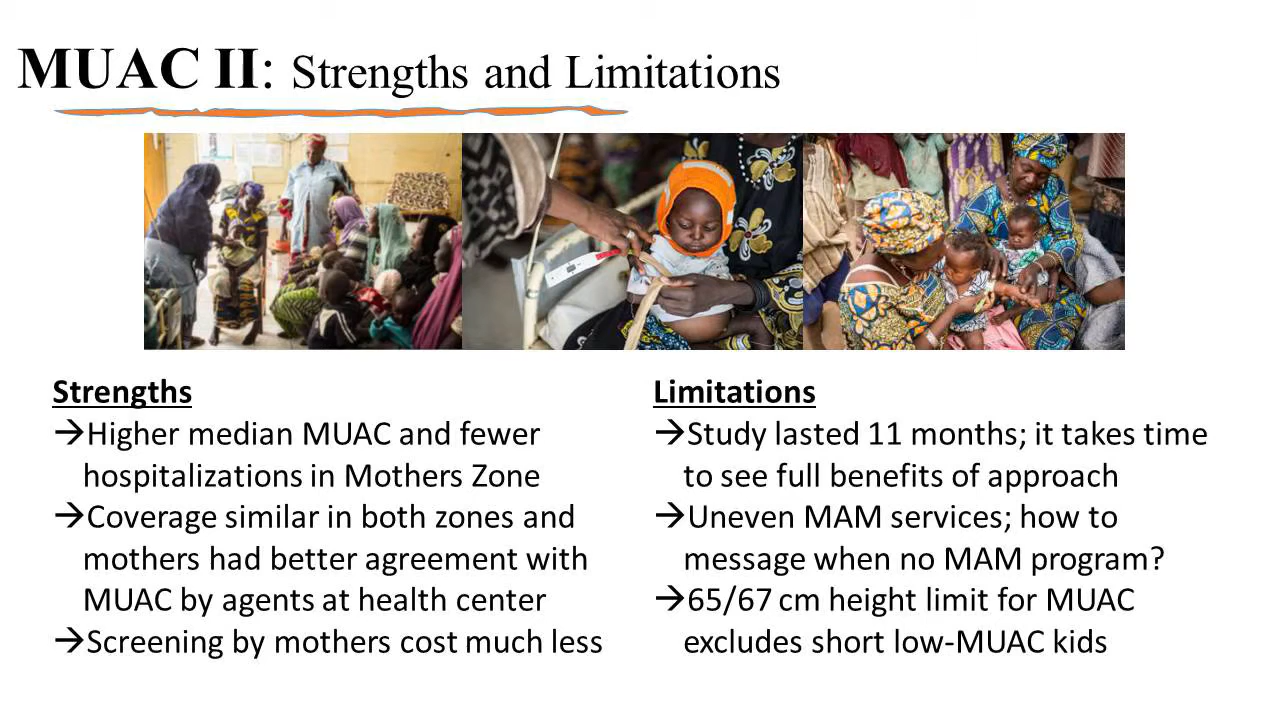 MUAC II: Strengths and Limitations
Strengths
→Higher median MUAC and fewer
hospitalizations in Mothers Zone
→Coverage similar in both zones and
mothers had better agreement with
MUAC by agents at health center
→Screening by mothers cost much less
Limitations
→Study lasted 11 months; it takes time
to see full benefits of approach
→Uneven MAM services; how to
message when no MAM program?
→65/67 cm height limit for MUAC
excludes short low-MUAC kids